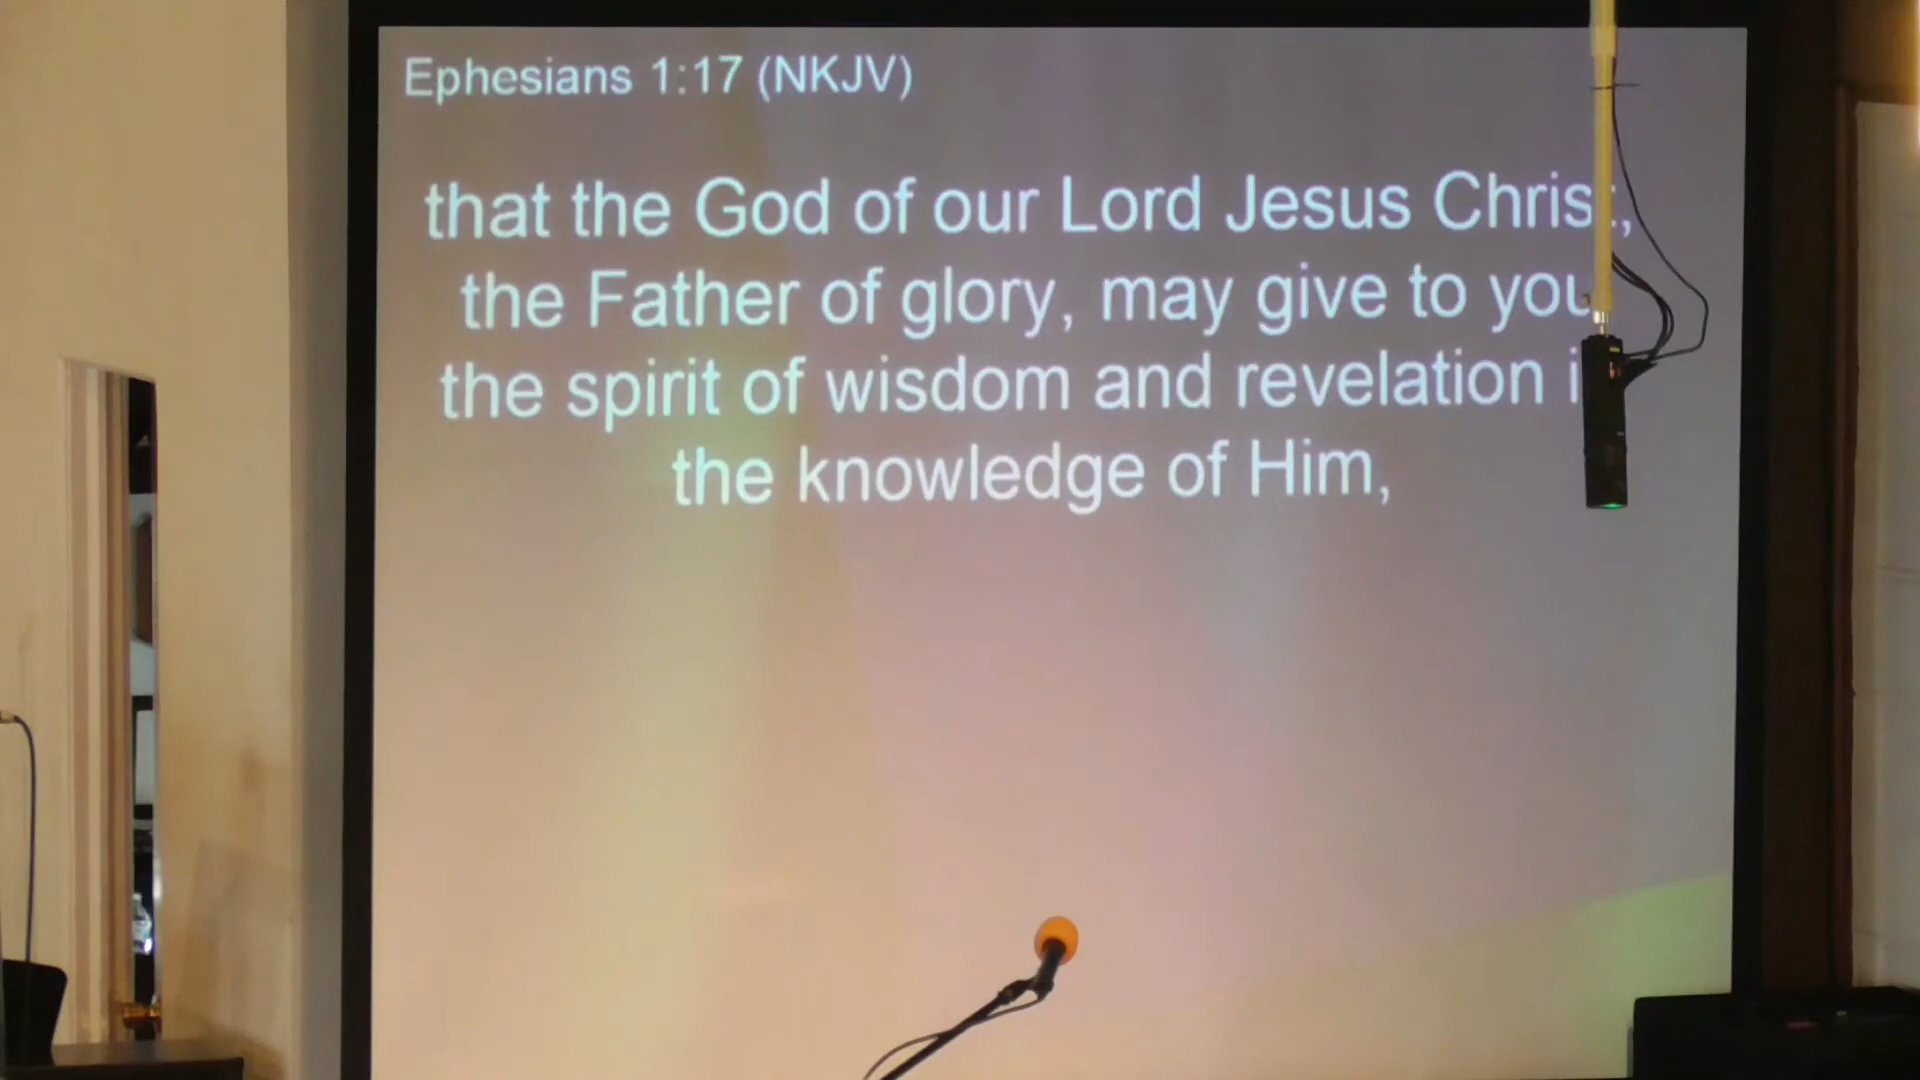 Ephesians 1:17 (NKJV)
that the God of our Lord Jesus Christ,
the Father of glory, may give to you
the spirit of wisdom and revelation
the knowledge of Him,